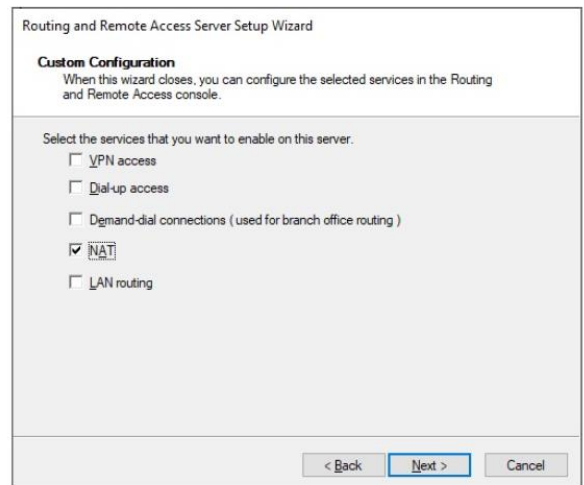 Routing and Remote Access Server Setup Wizard
Custom Configuration
When this wizard closes, you can configure the selected services in the Routing
and Remote Access console.
Select the services that you want to enable on this server.
VPN access
Dial-up access
Demand-dial connections ( used for branch office routing )
NAT
LAN routing
< Back
Next >
Cancel